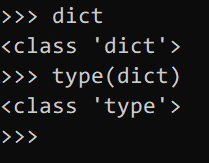 >>> dict
<class 'dict'>
>>> type(dict)
<class 'type'>
>>>